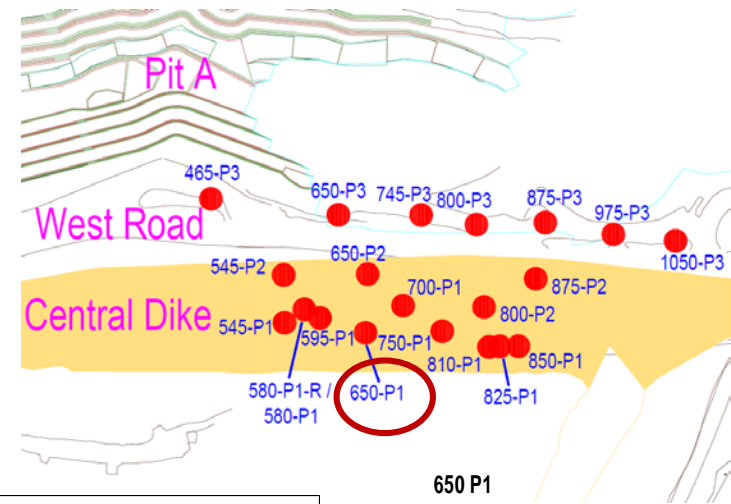 Pit A
465-P3
650-P3
745-P3
800-P3
875-P3
975-P3
1050-P3
West Road
545-P2
650-P2
700-P1
800-P2
875-P2
Central Dike
545-P1
595-P1
750-P1
810-P1
850-P1
580-P1-R /
580-P1
650-P1
825-P1
650 P1